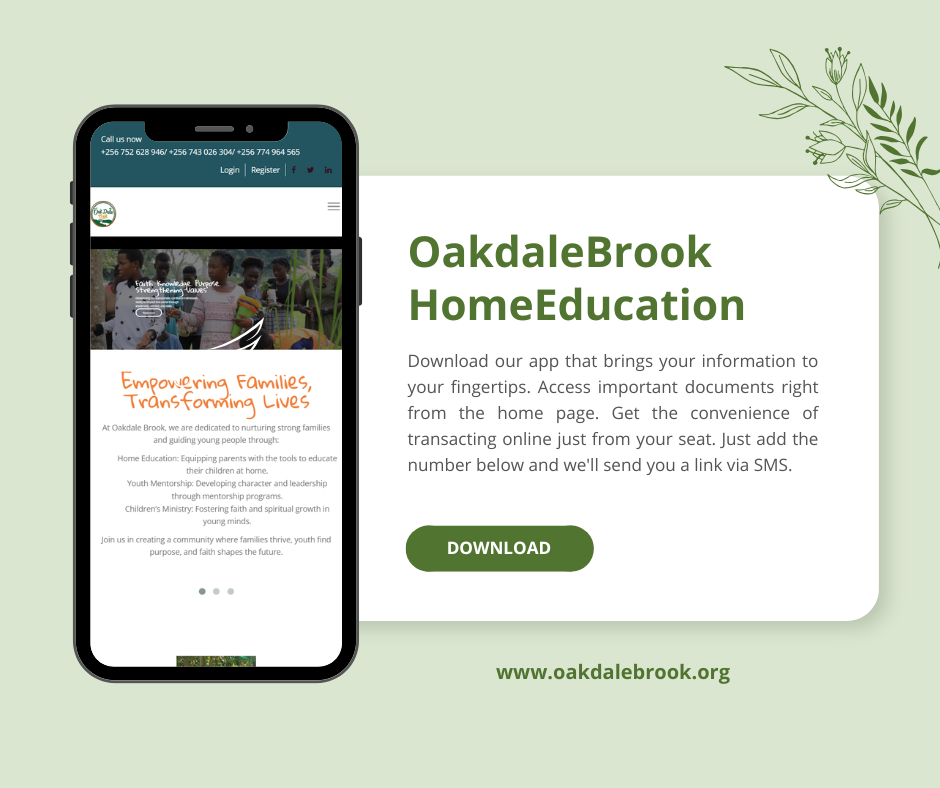 Call us now
+256 752 628 946/ +256 743 026 304/ +256 774 964 565
Login
Register
Faith Knowledge Purpose
Strengthening Values
Empowering Families,
Transforming Lives
At Oakdale Brook, we are dedicated to nurturing strong families
and guiding young people through:
Home Education: Equipping parents with the tools to educate
their children at home.
Youth Mentorship: Developing character and leadership
through mentorship programs.
Children's Ministry: Fostering faith and spiritual growth in
young minds.
Join us in creating a community where families thrive, youth find
purpose, and faith shapes the future.
OakdaleBrook
HomeEducation
Download our app that brings your information to
your fingertips. Access important documents right
from the home page. Get the convenience of
transacting online just from your seat. Just add the
number below and we'll send you a link via SMS.
DOWNLOAD
www.oakdalebrook.org